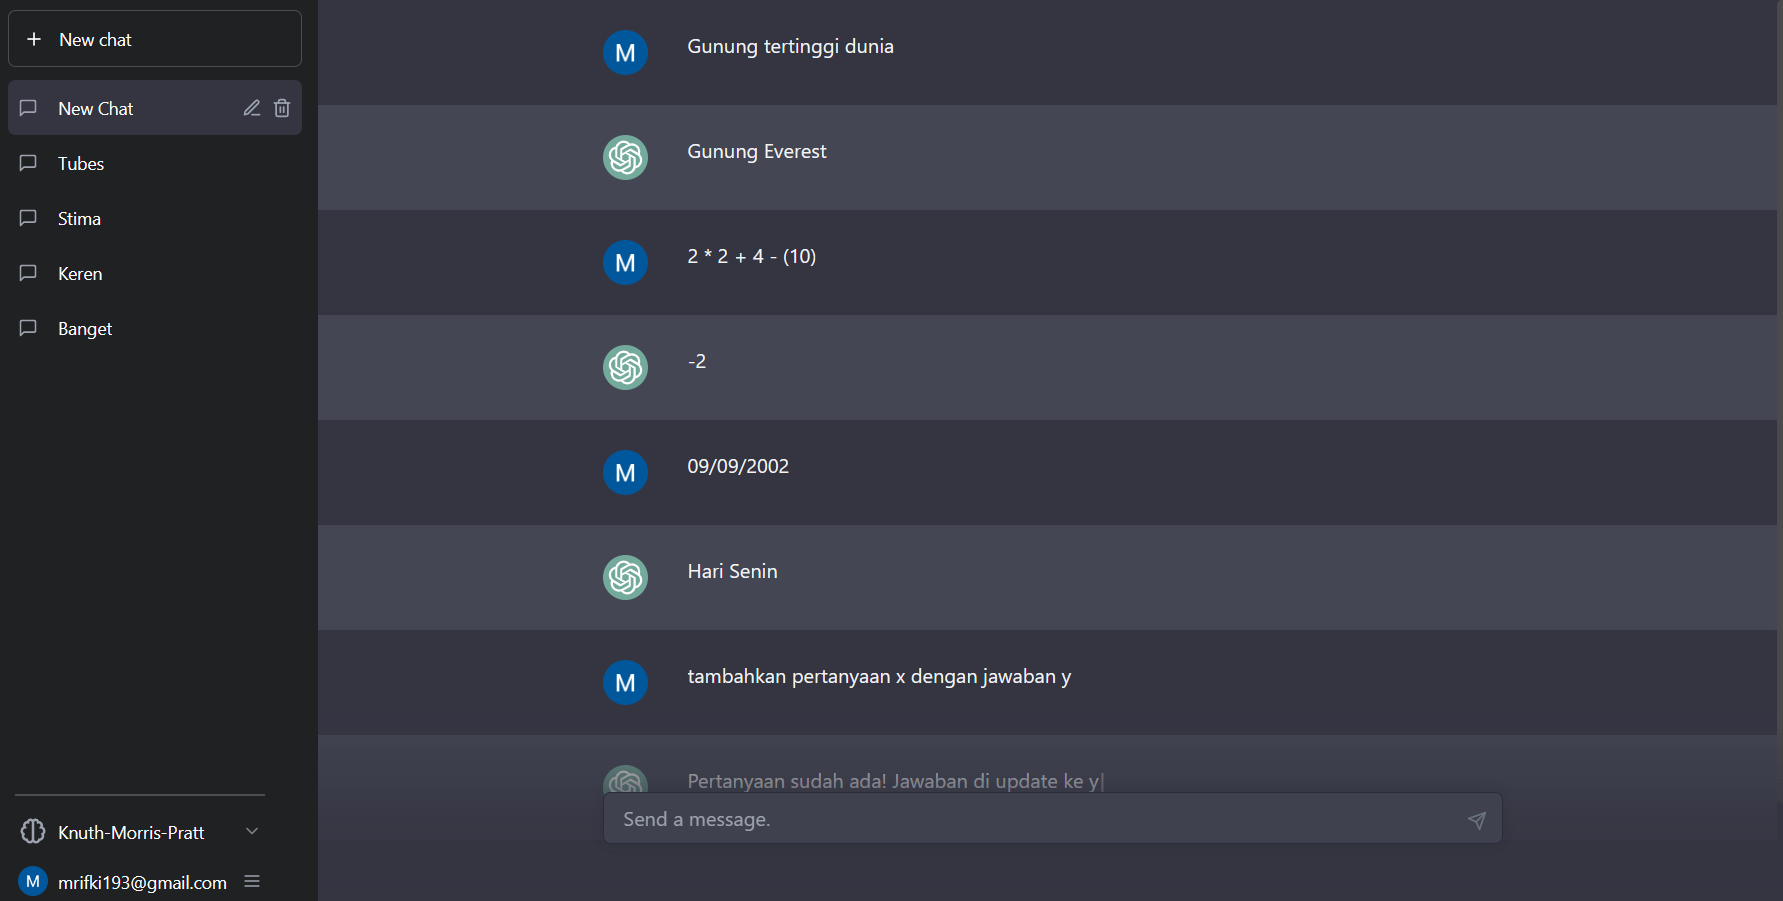 New chat
New Chat
Tubes
Stima
Keren
Banget
Knuth-Morris-Pratt
M
mrifki193@gmail.com
M
Gunung tertinggi dunia
Gunung Everest
M
2 * 2 + 4 - (10)
-2
M
09/09/2002
Hari Senin
M
tambahkan pertanyaan x dengan jawaban y
Pertanyaan sudah ada! Jawaban di update ke y|
Send a message.